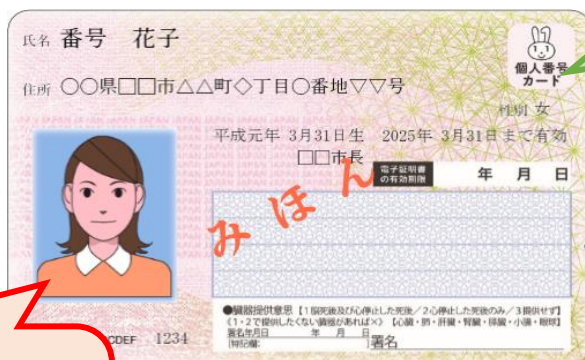 氏名 番号 花子
個人番号
カード
住所 ○○県□□市△△町◇丁目○番地▽▽号
性別 女
平成元年 3月31日生 2025年 3月31日まで有効
□□市長
電子証明書
の有効期限
年 月 日
みほん
●臓器提供意思【1脳死後及び心停止した死後/2心停止した死後のみ/3提供せず】
《1・2で提供したくない臓器があれば×》【心臓・肺・肝臓・腎臓・膵臓・小腸・眼球】
署名年月日 年 月 日
[特記欄: ]署名
CDEF 1234